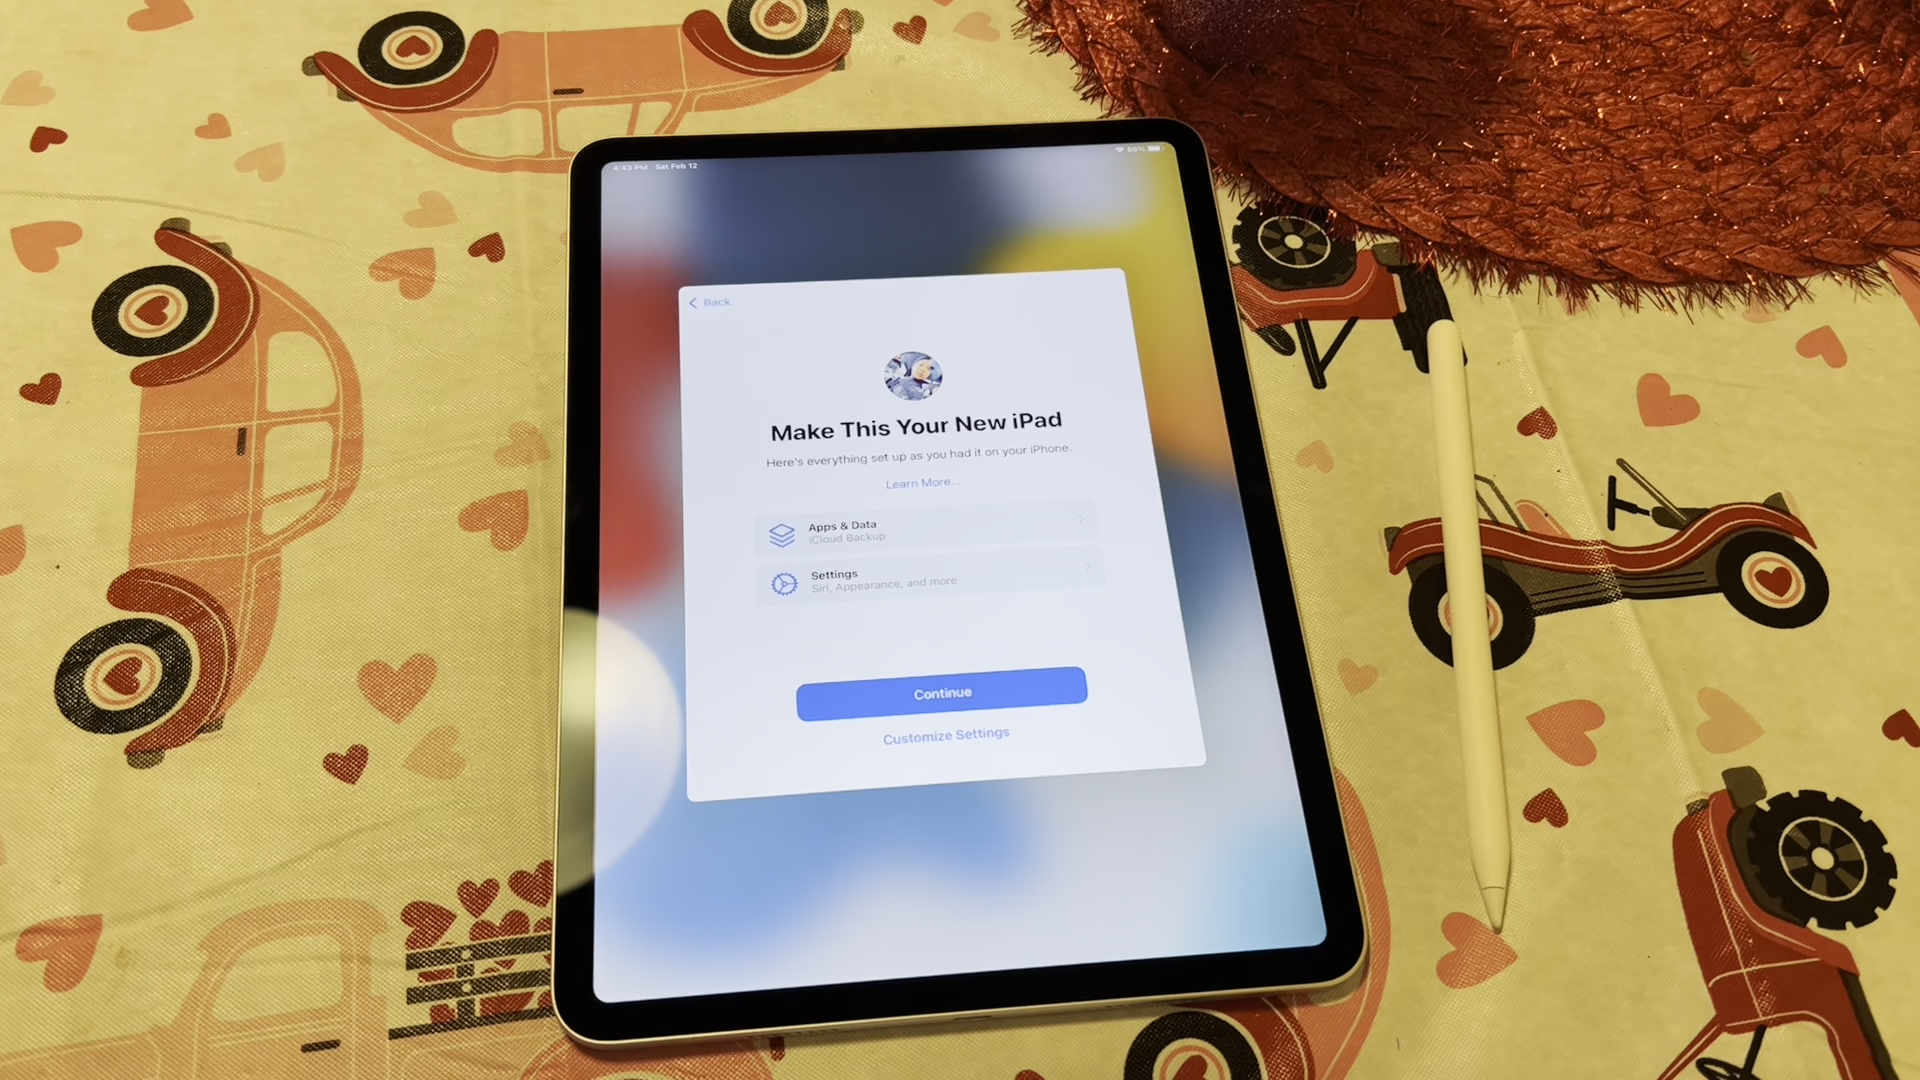 4:43 PM Sat Feb 12
86%
Back
Make This Your New iPad
Here's everything set up as you had it on your iPhone.
Learn More...
Apps & Data
iCloud Backup
Settings
Siri, Appearance, and more
Continue
Customize Settings